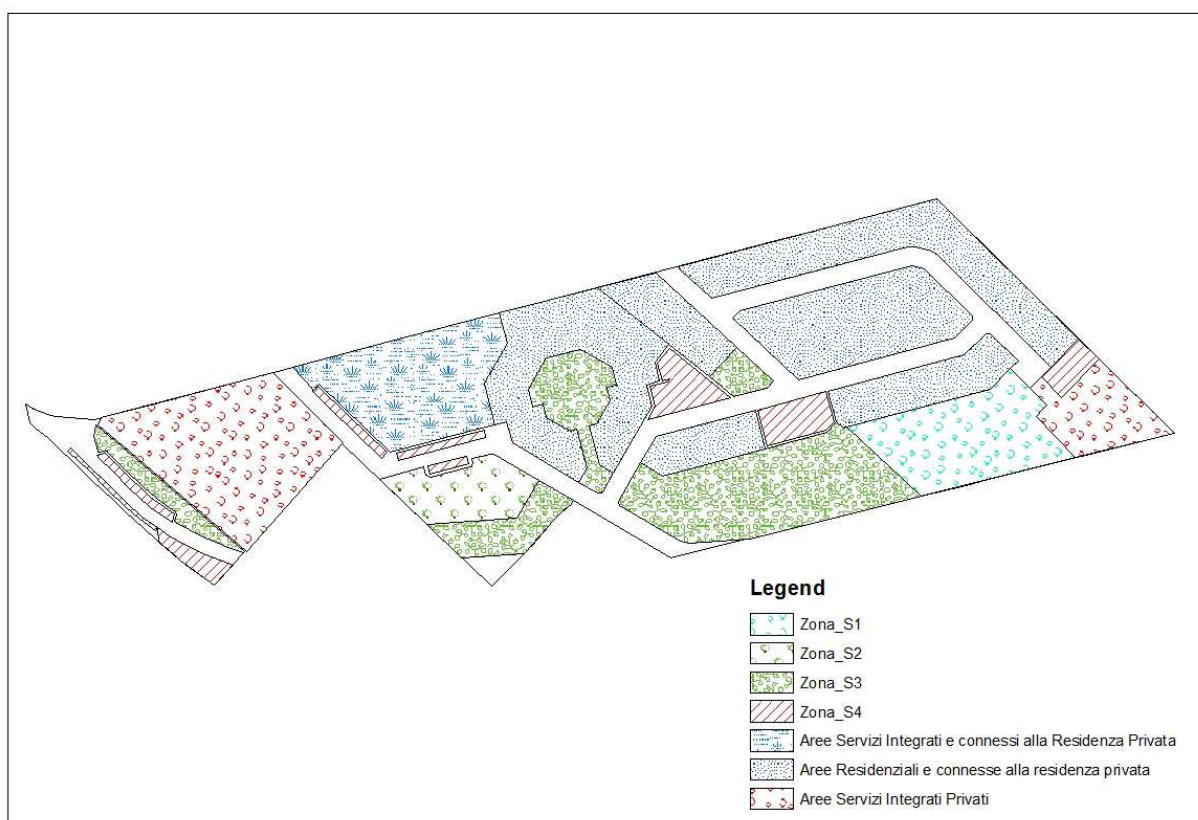 Legend
Zona_S1
Zona_S2
Zona_S3
Zona_S4
Aree Servizi Integrati e connessi alla Residenza Privata
Aree Residenziali e connesse alla residenza privata
Aree Servizi Integrati Privati